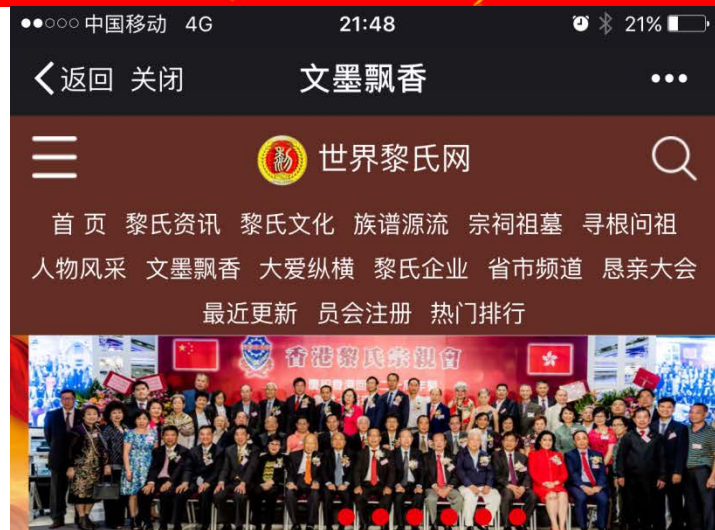 中国移动 4G 21:48 21%
返回 关闭 文墨飘香
世界黎氏网
首 页 黎氏资讯 黎氏文化 族谱源流 宗祠祖墓 寻根问祖
人物风采 文墨飘香 大爱纵横 黎氏企业 省市频道 恳亲大会
最近更新 员会注册 热门排行
香港黎氏宗親會